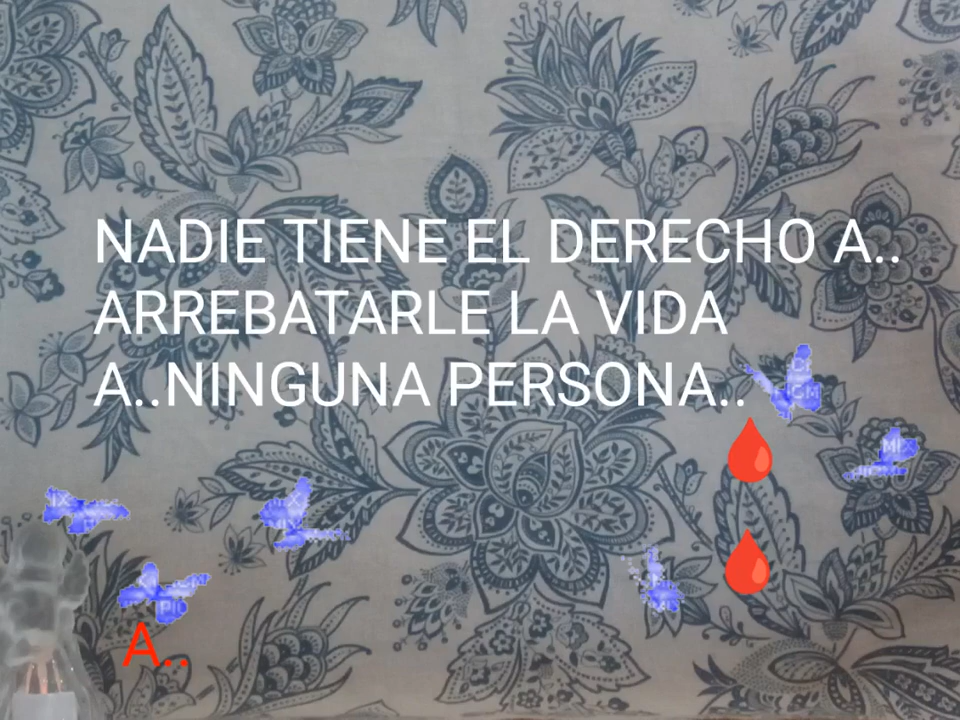 NADIE TIENE EL DERECHO A..
ARREBATARLE LA VIDA
A..NINGUNA PERSONA..
A..